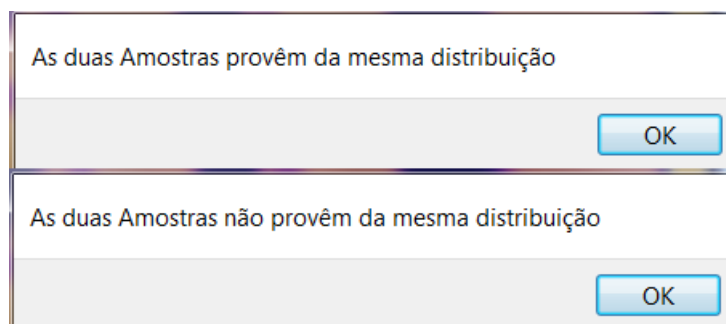 As duas Amostras provêm da mesma distribuição
OK
As duas Amostras não provêm da mesma distribuição
OK